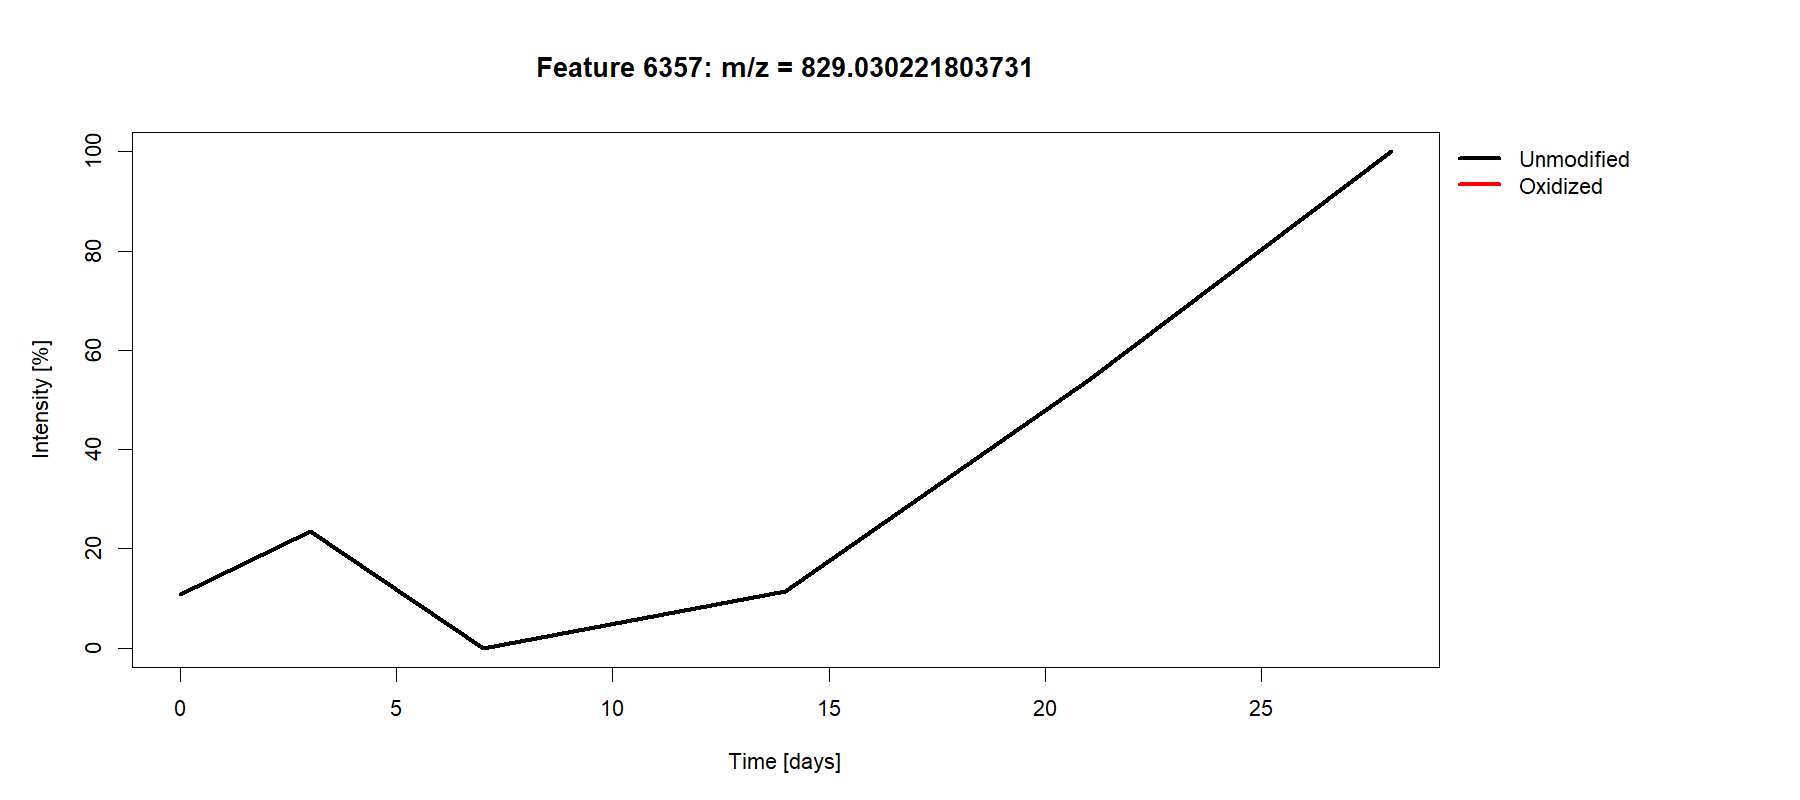 Feature 6357: m/z = 829.030221803731
Unmodified
Oxidized
Intensity [%]
100
80
60
40
20
0
0 5 10 15 20 25
Time [days]